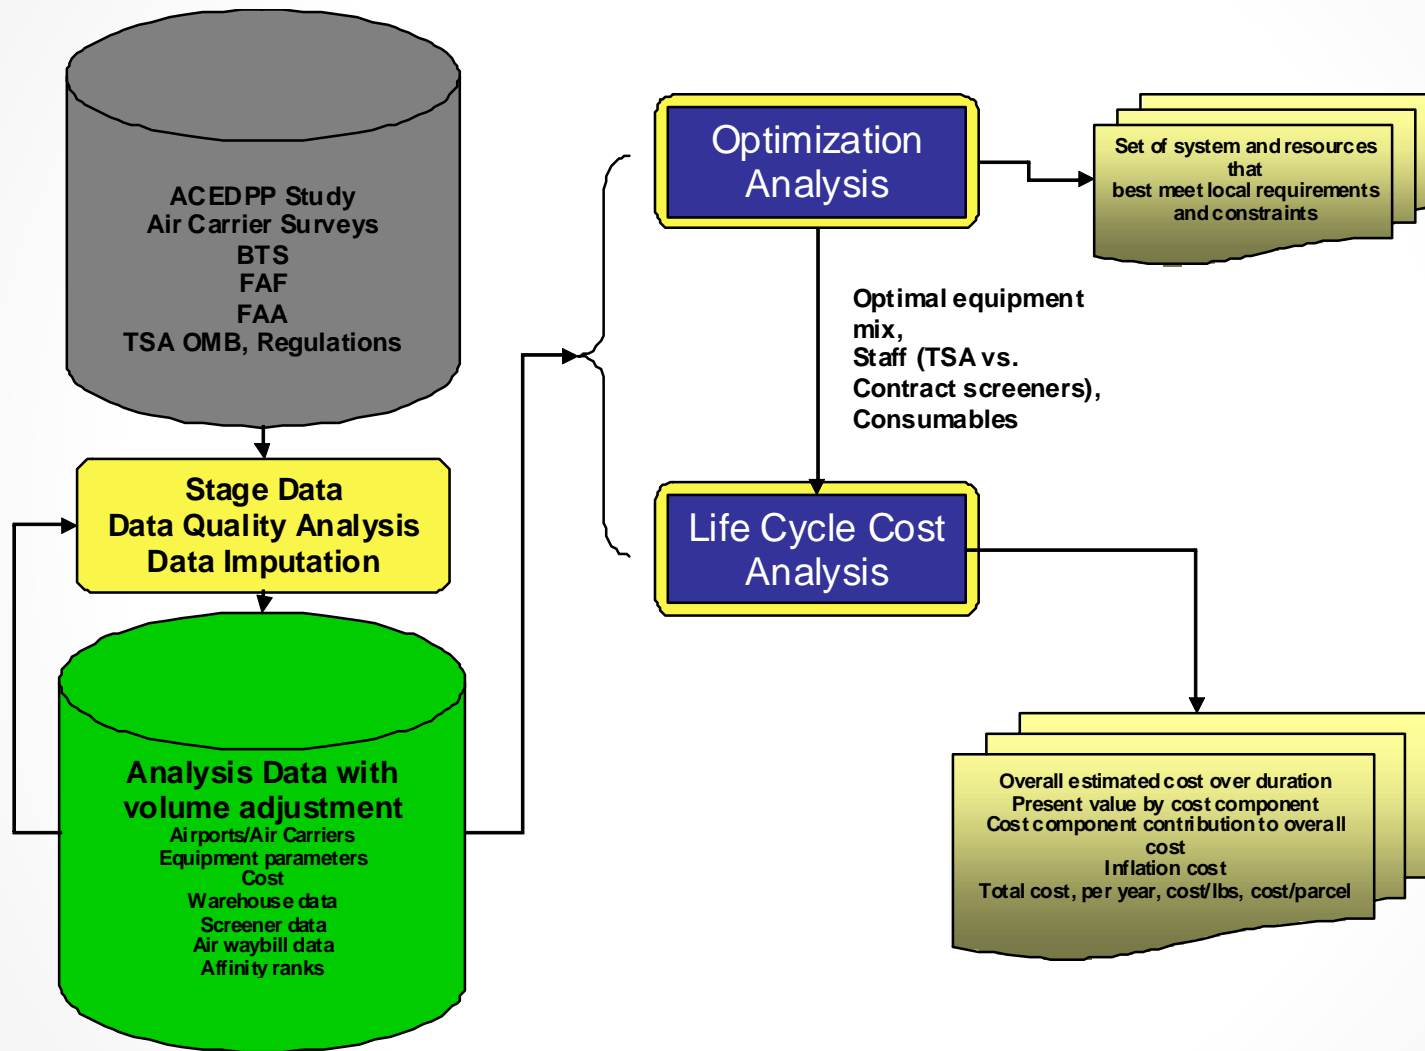 ACEDPP Study
Air Carrier Surveys
BTS
FAF
FAA
TSA OMB, Regulations
Stage Data
Data Quality Analysis
Data Imputation
Analysis Data with
volume adjustment
Airports/Air Carriers
Equipment parameters
Cost
Warehouse data
Screener data
Air waybill data
Affinity ranks
Optimization
Analysis
Set of system and resources
that
best meet local requirements
and constraints
Optimal equipment
mix,
Staff (TSA vs.
Contract screeners),
Consumables
Life Cycle Cost
Analysis
Overall estimated cost over duration
Present value by cost component
Cost component contribution to overall
cost
Inflation cost
Total cost, per year, cost/lbs, cost/parcel